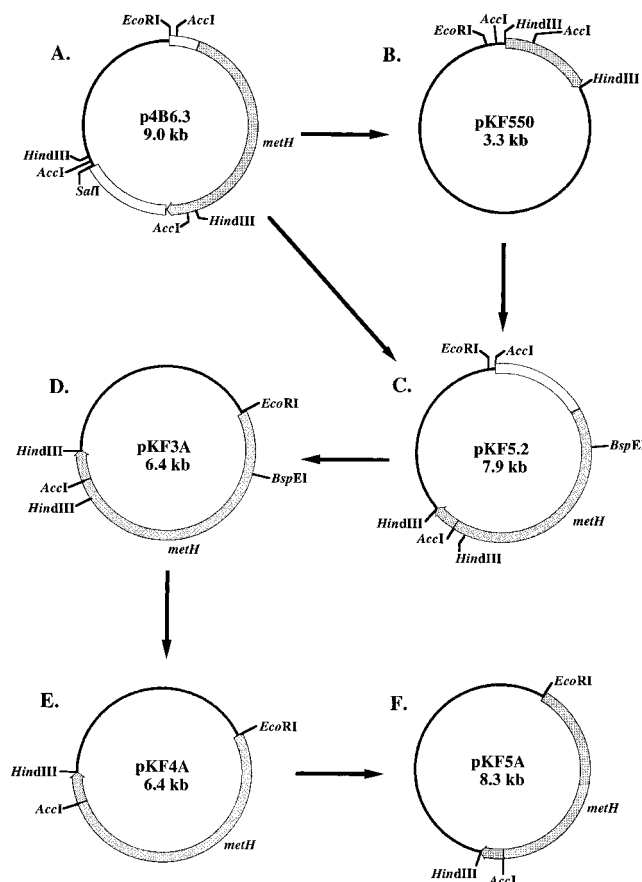 A.
EcoRI
AccI
p4B6.3
9.0 kb
metH
HindIII
AccI
SalI
AccI
HindIII
B.
EcoRI
AccI
HindIII
AccI
HindIII
pKF550
3.3 kb
C.
EcoRI
AccI
BspEI
pKF5.2
7.9 kb
metH
HindIII
AccI
HindIII
D.
EcoRI
pKF3A
6.4 kb
HindIII
BspEI
AccI
HindIII
metH
E.
EcoRI
pKF4A
6.4 kb
HindIII
AccI
metH
F.
EcoRI
pKF5A
8.3 kb
metH
HindIII
AccI